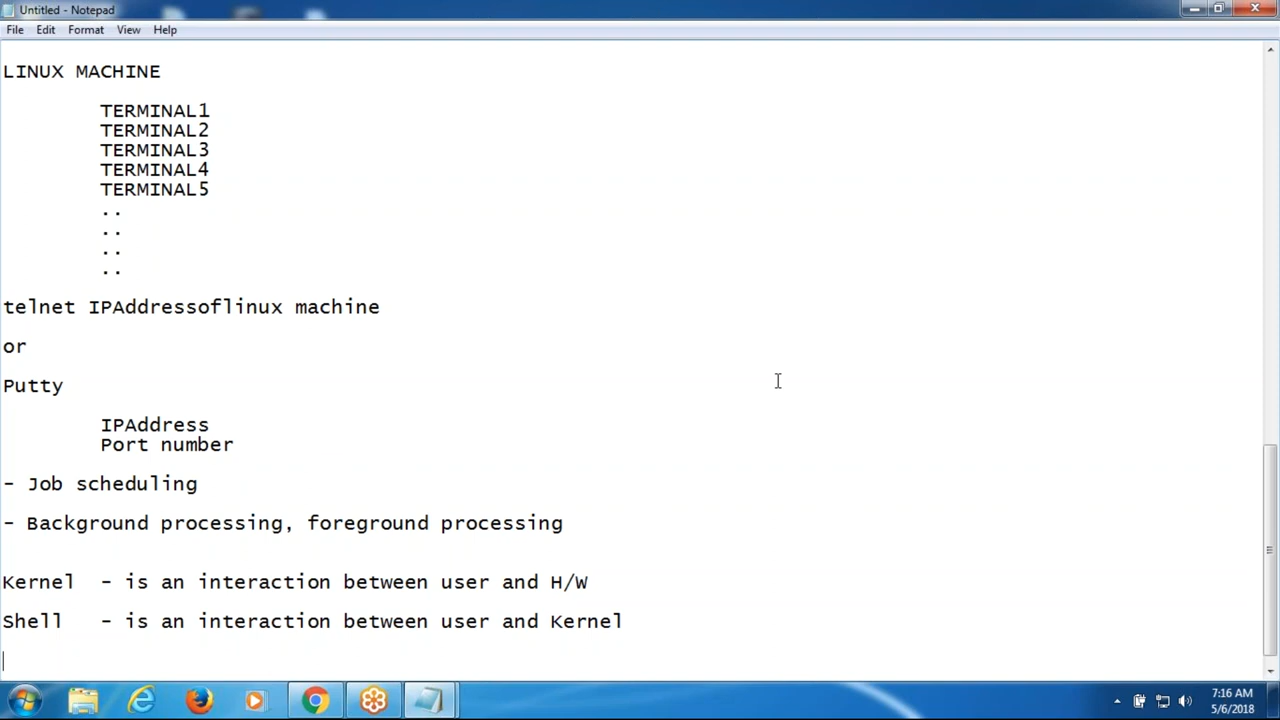 Untitled - Notepad
File Edit Format View Help
LINUX MACHINE
TERMINAL1
TERMINAL2
TERMINAL3
TERMINAL4
TERMINAL5
..
..
..
..
telnet IPAddressoflinux machine
or
Putty
IPAddress
Port number
- Job scheduling
- Background processing, foreground processing
Kernel - is an interaction between user and H/W
Shell - is an interaction between user and Kernel
7:16 AM
5/6/2018